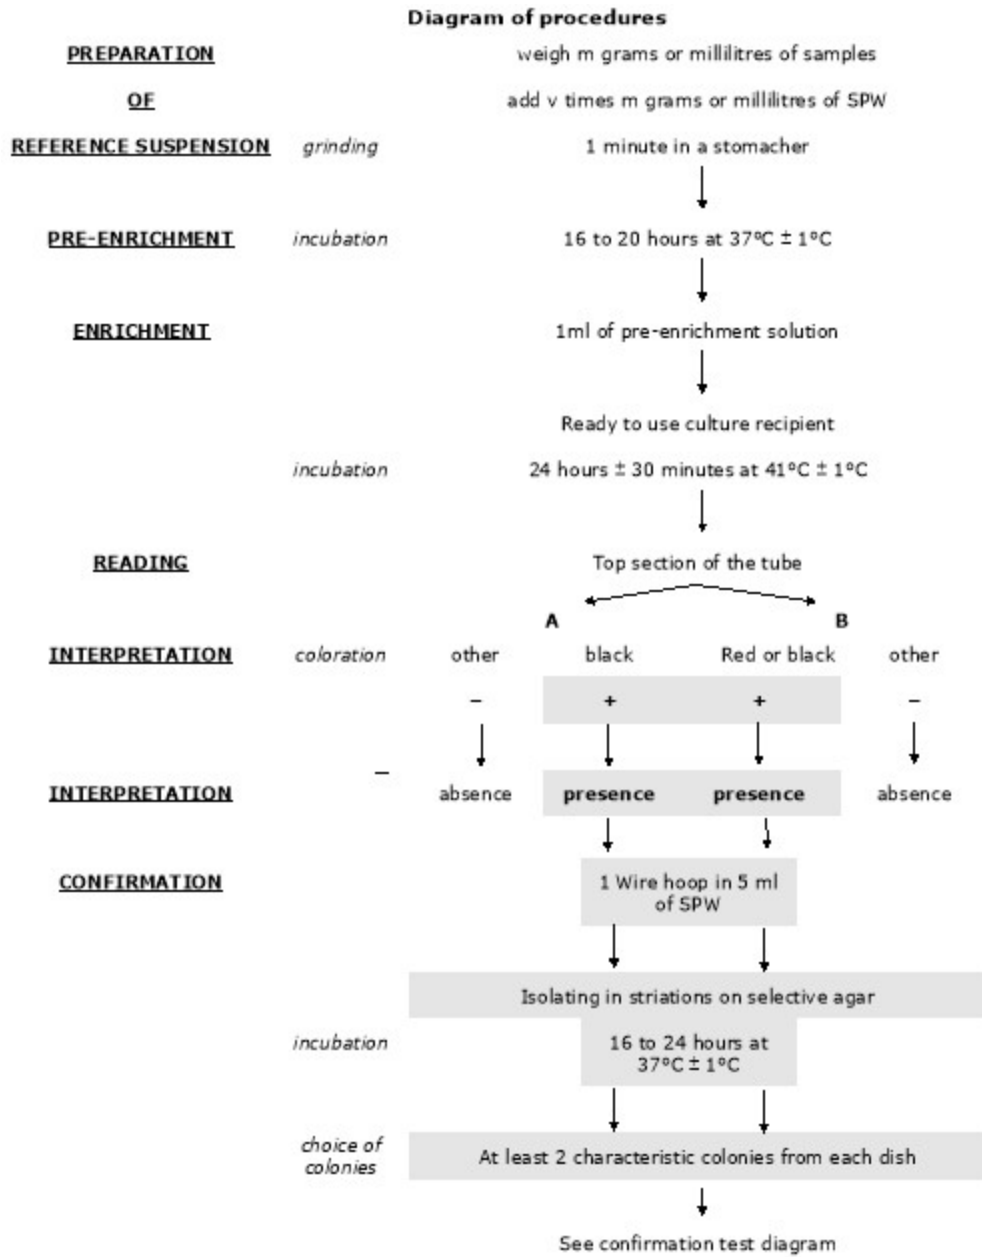 Diagram of procedures
PREPARATION weigh m grams or millilitres of samples
OF add v times m grams or millilitres of SPW
REFERENCE SUSPENSION grinding 1 minute in a stomacher
PRE-ENRICHMENT incubation 16 to 20 hours at 37ºC ± 1ºC
ENRICHMENT 1ml of pre-enrichment solution
Ready to use culture recipient
incubation 24 hours ± 30 minutes at 41ºC ± 1ºC
READING Top section of the tube
A B
INTERPRETATION coloration other black Red or black other
– + + –
–
INTERPRETATION absence presence presence absence
CONFIRMATION 1 Wire hoop in 5 ml
of SPW
Isolating in striations on selective agar
incubation 16 to 24 hours at
37ºC ± 1ºC
choice of
colonies At least 2 characteristic colonies from each dish
See confirmation test diagram